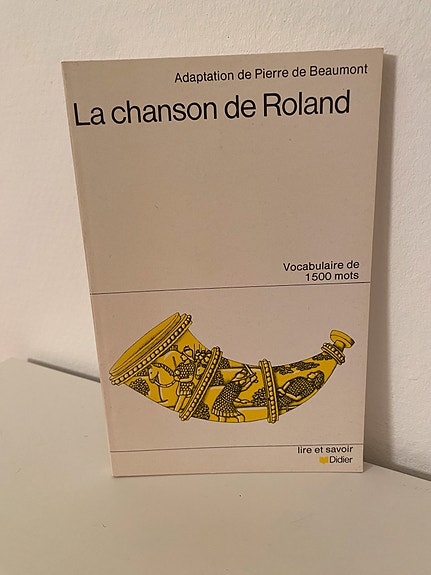 Adaptation de Pierre de Beaumont
La chanson de Roland
Vocabulaire de
1500 mots
lire et savoir
Didier